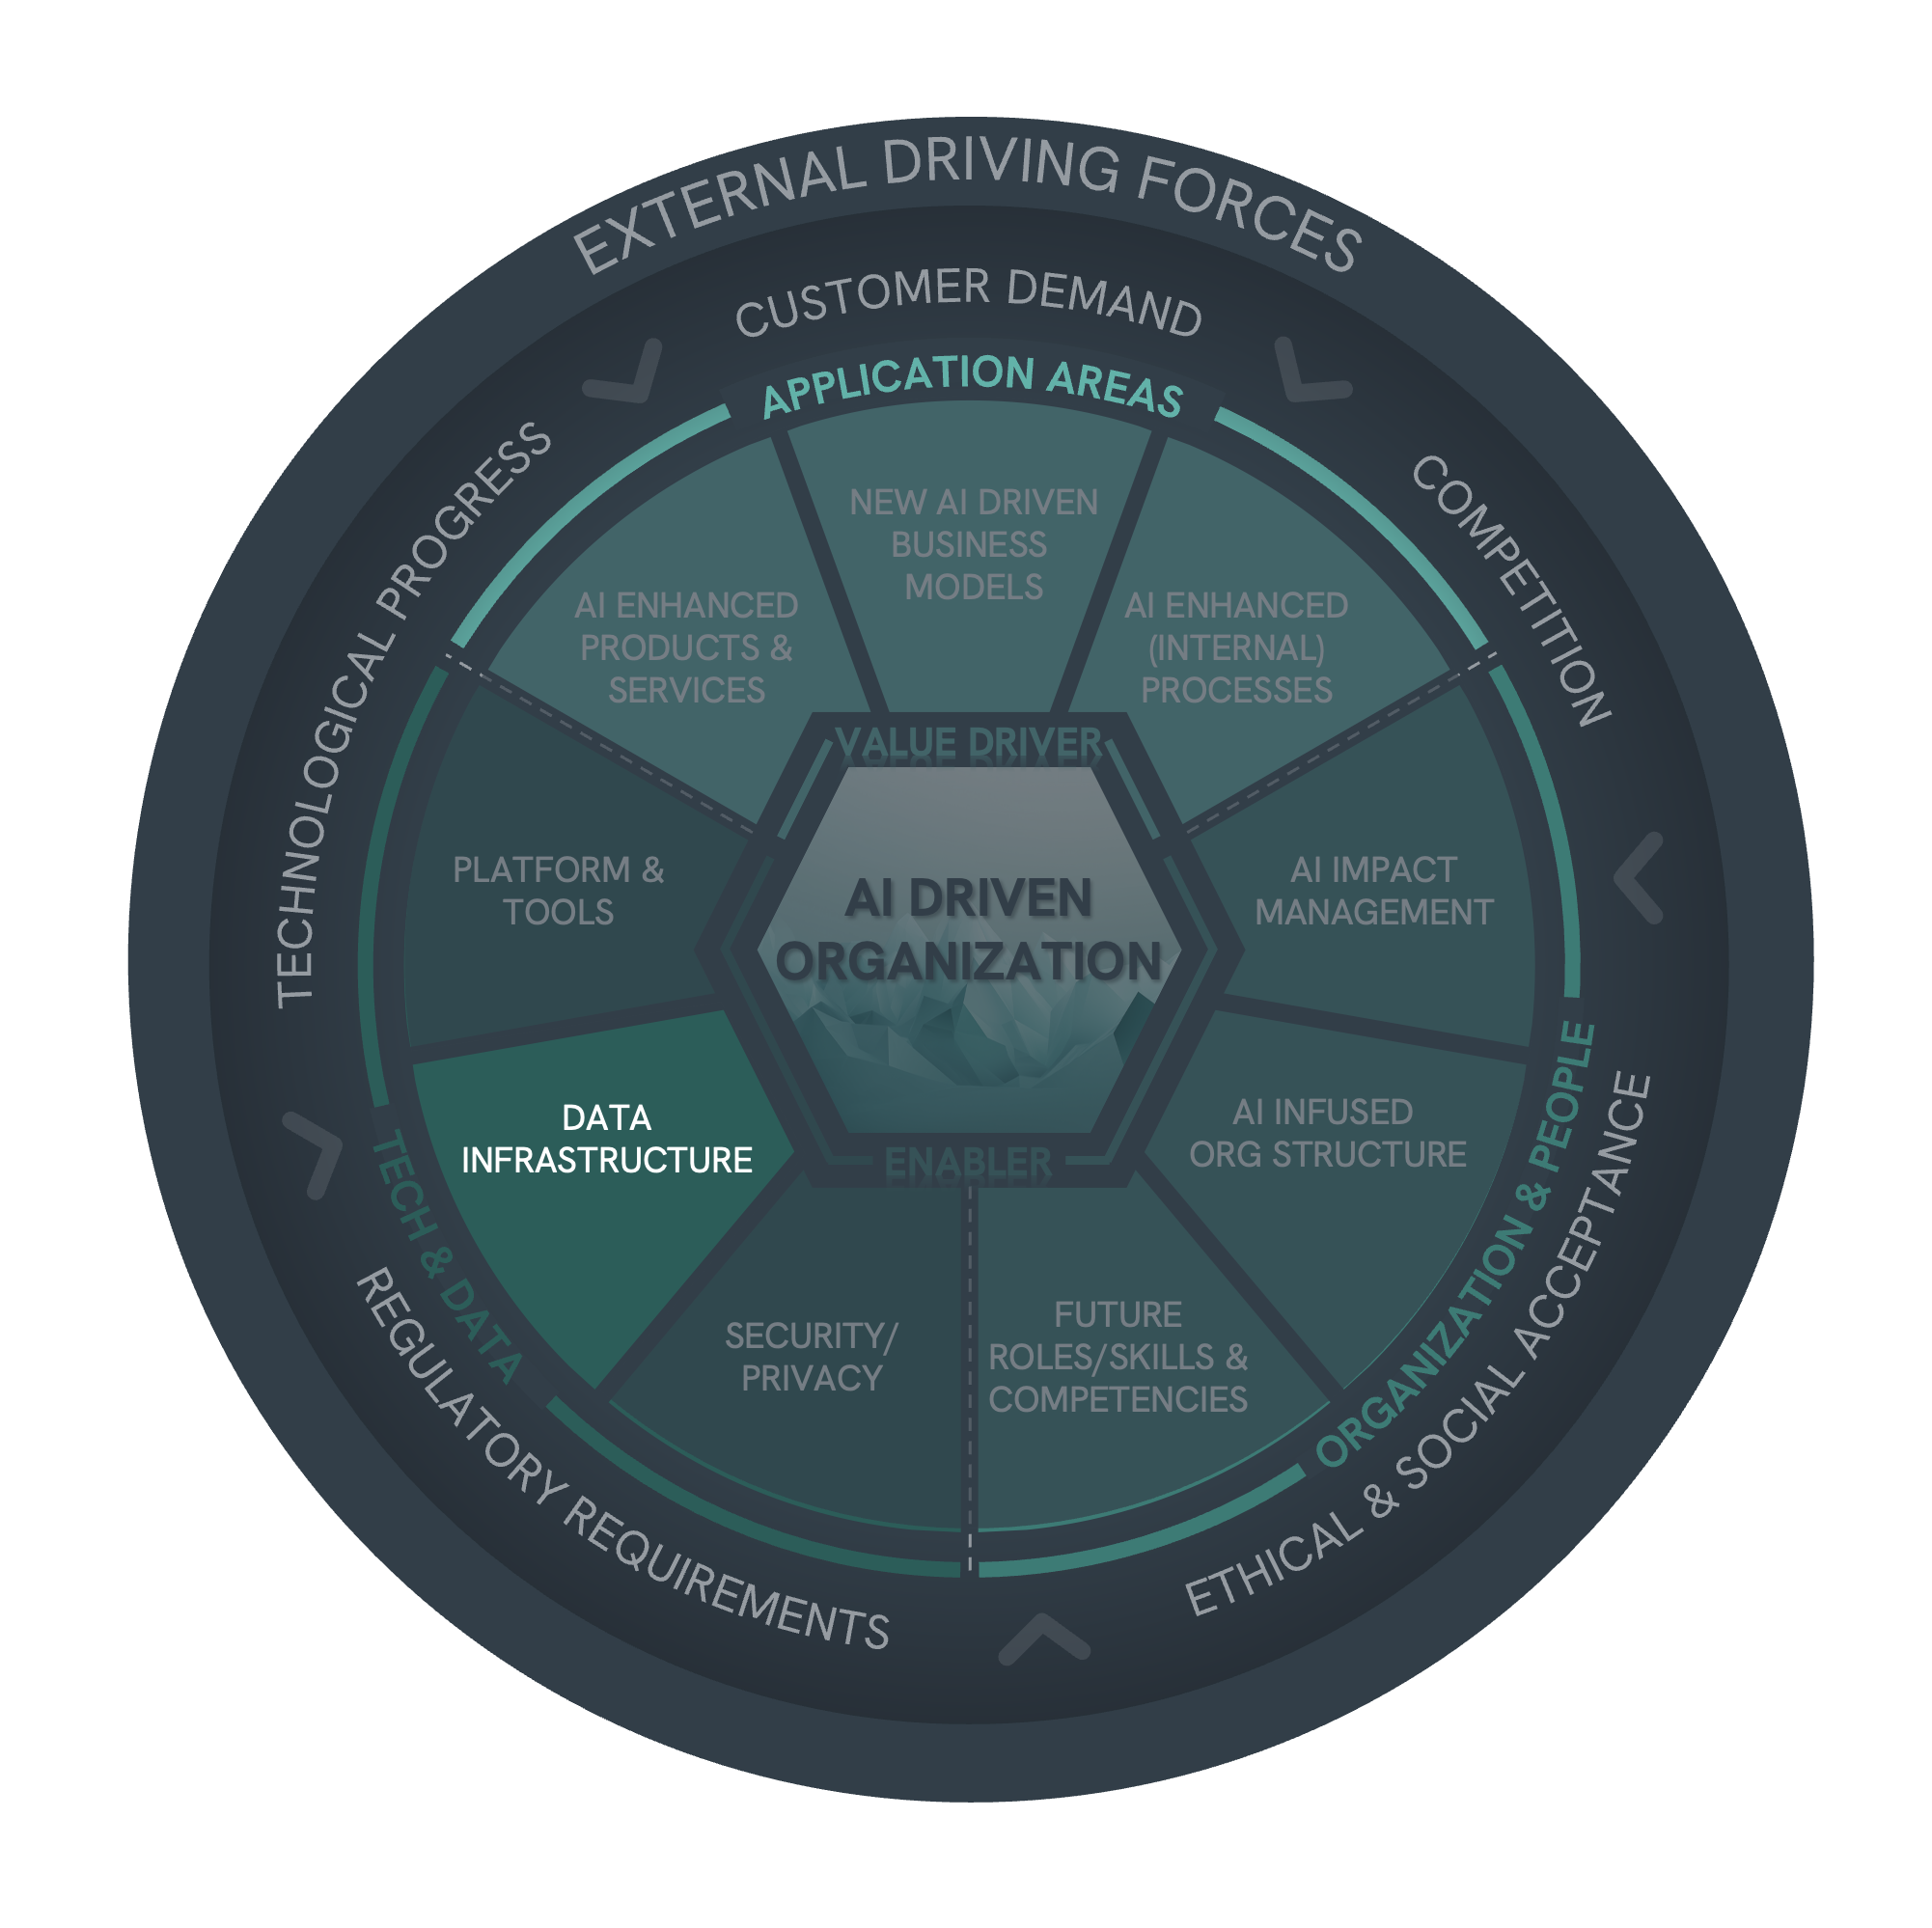 EXTERNAL DRIVING FORCES
CUSTOMER DEMAND
TECHNOLOGICAL PROGRESS
COMPETITION
APPLICATION AREAS
NEW AI DRIVEN
BUSINESS
MODELS
AI ENHANCED
PRODUCTS &
SERVICES
AI ENHANCED
(INTERNAL)
PROCESSES
VALUE DRIVER
PLATFORM &
TOOLS
AI DRIVEN
ORGANIZATION
AI IMPACT
MANAGEMENT
DATA
INFRASTRUCTURE
AI INFUSED
ORG STRUCTURE
ENABLER
SECURITY/
PRIVACY
FUTURE
ROLES/SKILLS &
COMPETENCIES
TECH & DATA
ORGANIZATION & PEOPLE
REGULATORY REQUIREMENTS
ETHICAL & SOCIAL ACCEPTANCE